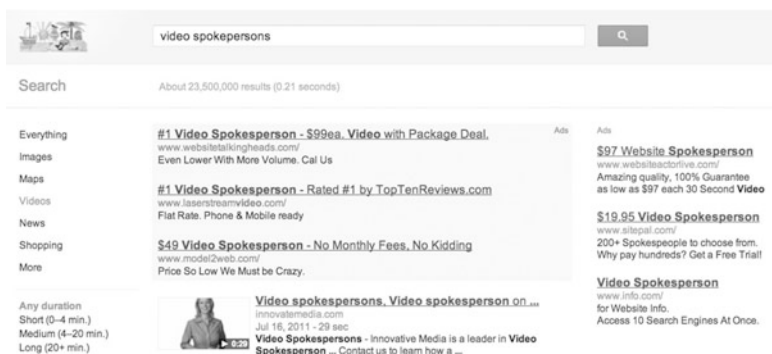 video spokepersons
Search
About 23,500,000 results (0.21 seconds)
Everything
Images
Maps
Videos
News
Shopping
More
Any duration
Short (0–4 min.)
Medium (4–20 min.)
Long (20+ min.)
Ads
#1 Video Spokesperson - $99ea. Video with Package Deal.
www.websitetalkingheads.com/
Even Lower With More Volume. Cal Us
#1 Video Spokesperson - Rated #1 by TopTenReviews.com
www.laserstreamvideo.com/
Flat Rate. Phone & Mobile ready
$49 Video Spokesperson - No Monthly Fees, No Kidding
www.model2web.com/
Price So Low We Must be Crazy.
0:29
Video spokespersons, Video spokesperson on ...
innovatemedia.com
Jul 16, 2011 - 29 sec
Video Spokespersons - Innovative Media is a leader in Video
Spokesperson ... Contact us to learn how a ...
Ads
$97 Website Spokesperson
www.websiteactorlive.com/
Amazing quality, 100% Guarantee
as low as $97 each 30 Second Video
$19.95 Video Spokesperson
www.sitepal.com/
200+ Spokespeople to choose from.
Why pay hundreds? Get a Free Trial!
Video Spokesperson
www.info.com/
for Website Info.
Access 10 Search Engines At Once.